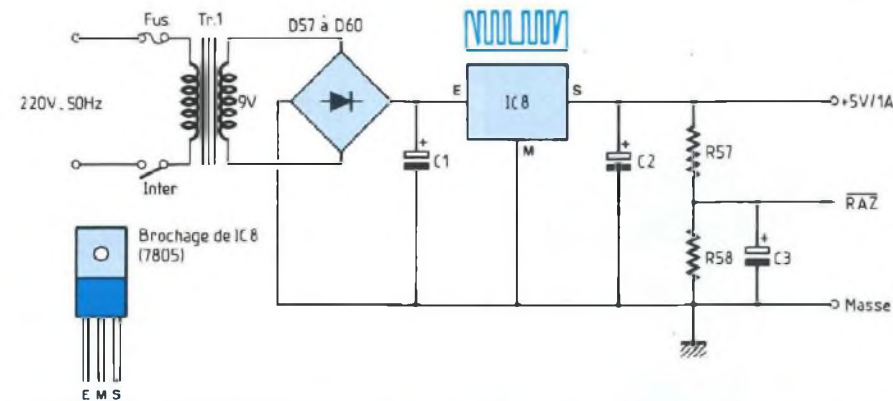 Fus.
Tr.1
D57 à D60
220V. 50Hz
9V
Inter
E
IC8
S
M
+
C1
+
C2
R57
R58
+
C3
+5V/1A
R̅A̅Z̅
Masse
Brochage de IC8
(7805)
E M S